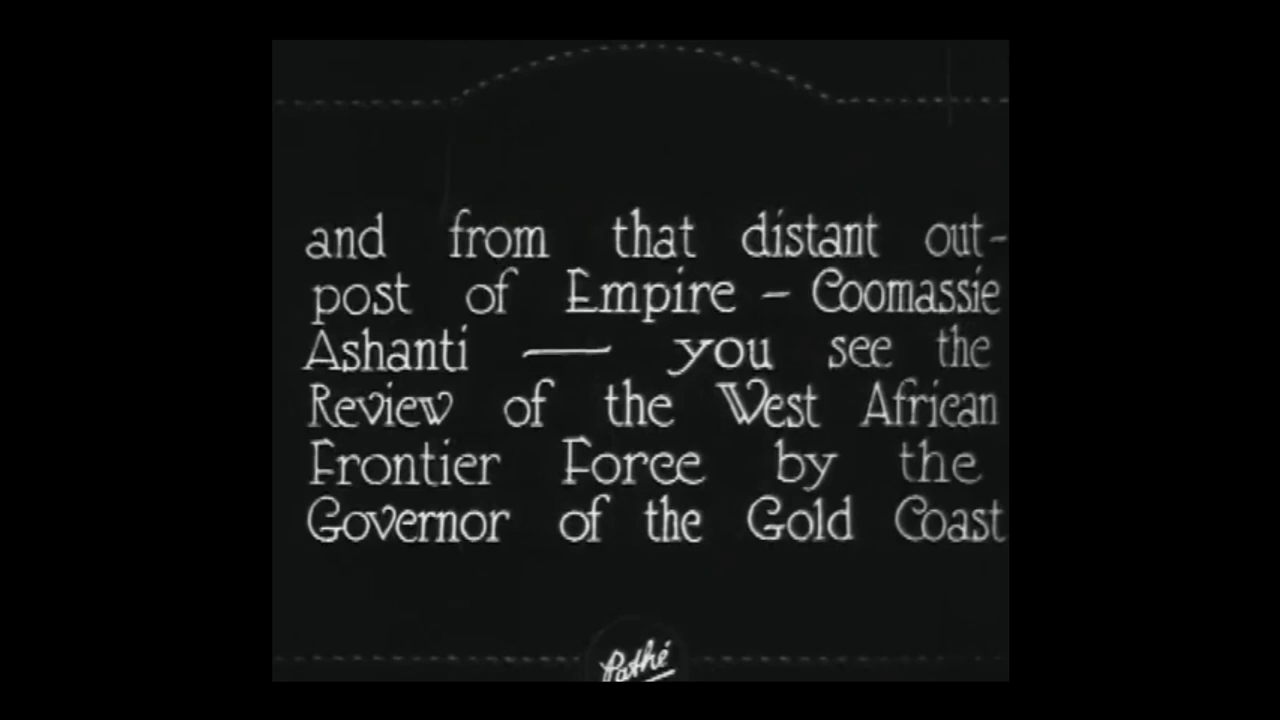 and from that distant out-
post of Empire – Coomassie
Ashanti — you see the
Review of the West African
Frontier Force by the
Governor of the Gold Coast
Pathé